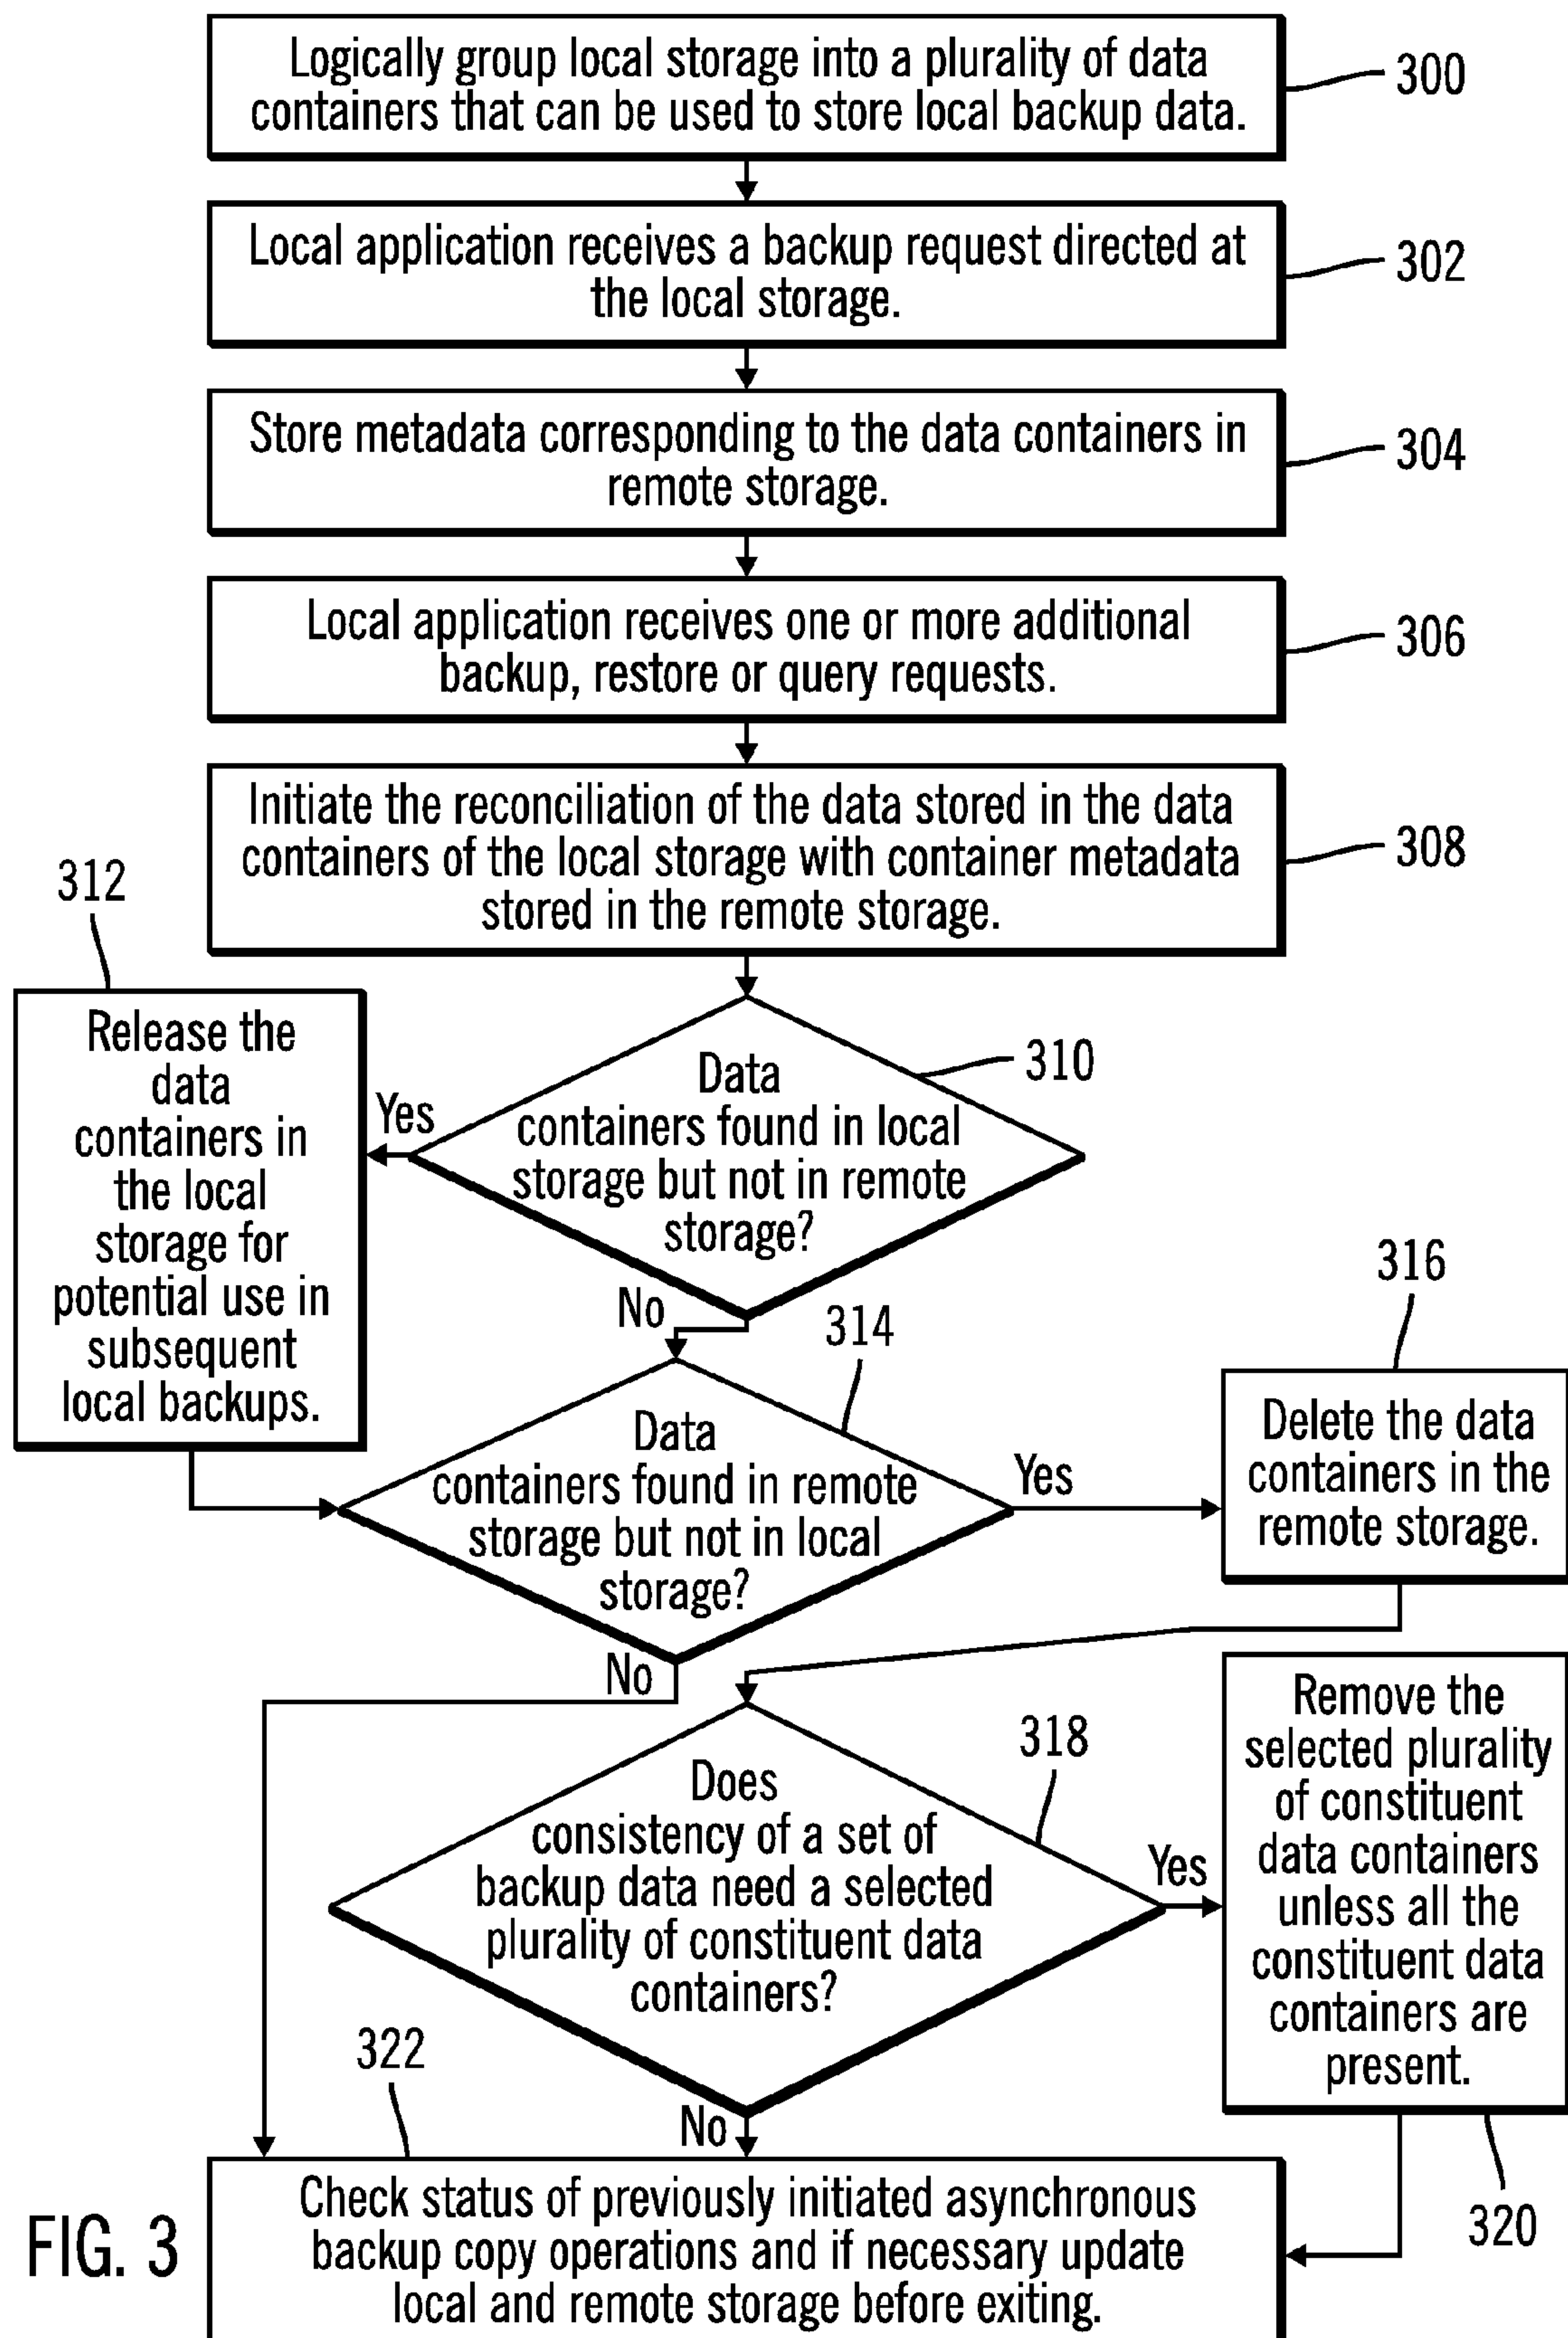 Logically group local storage into a plurality of data
containers that can be used to store local backup data.
300
Local application receives a backup request directed at
the local storage.
302
Store metadata corresponding to the data containers in
remote storage.
304
Local application receives one or more additional
backup, restore or query requests.
306
Initiate the reconciliation of the data stored in the data
containers of the local storage with container metadata
stored in the remote storage.
308
312
Release the
data
containers in
the local
storage for
potential use in
subsequent
local backups.
Yes
Data
containers found in local
storage but not in remote
storage?
310
No
314
Data
containers found in remote
storage but not in local
storage?
Yes
316
Delete the data
containers in the
remote storage.
No
318
Does
consistency of a set of
backup data need a selected
plurality of constituent data
containers?
Yes
Remove the
selected plurality
of constituent
data containers
unless all the
constituent data
containers are
present.
320
No
322
Check status of previously initiated asynchronous
backup copy operations and if necessary update
local and remote storage before exiting.
FIG. 3